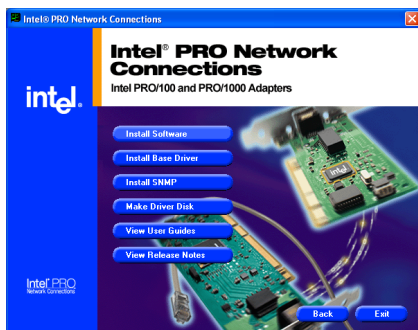 Intel® PRO Network Connections
Intel® PRO Network
Connections
Intel PRO/100 and PRO/1000 Adapters
intel.
Install Software
Install Base Driver
Install SNMP
Make Driver Disk
View User Guides
View Release Notes
intel
Intel® PRO
Network Connections
Back
Exit